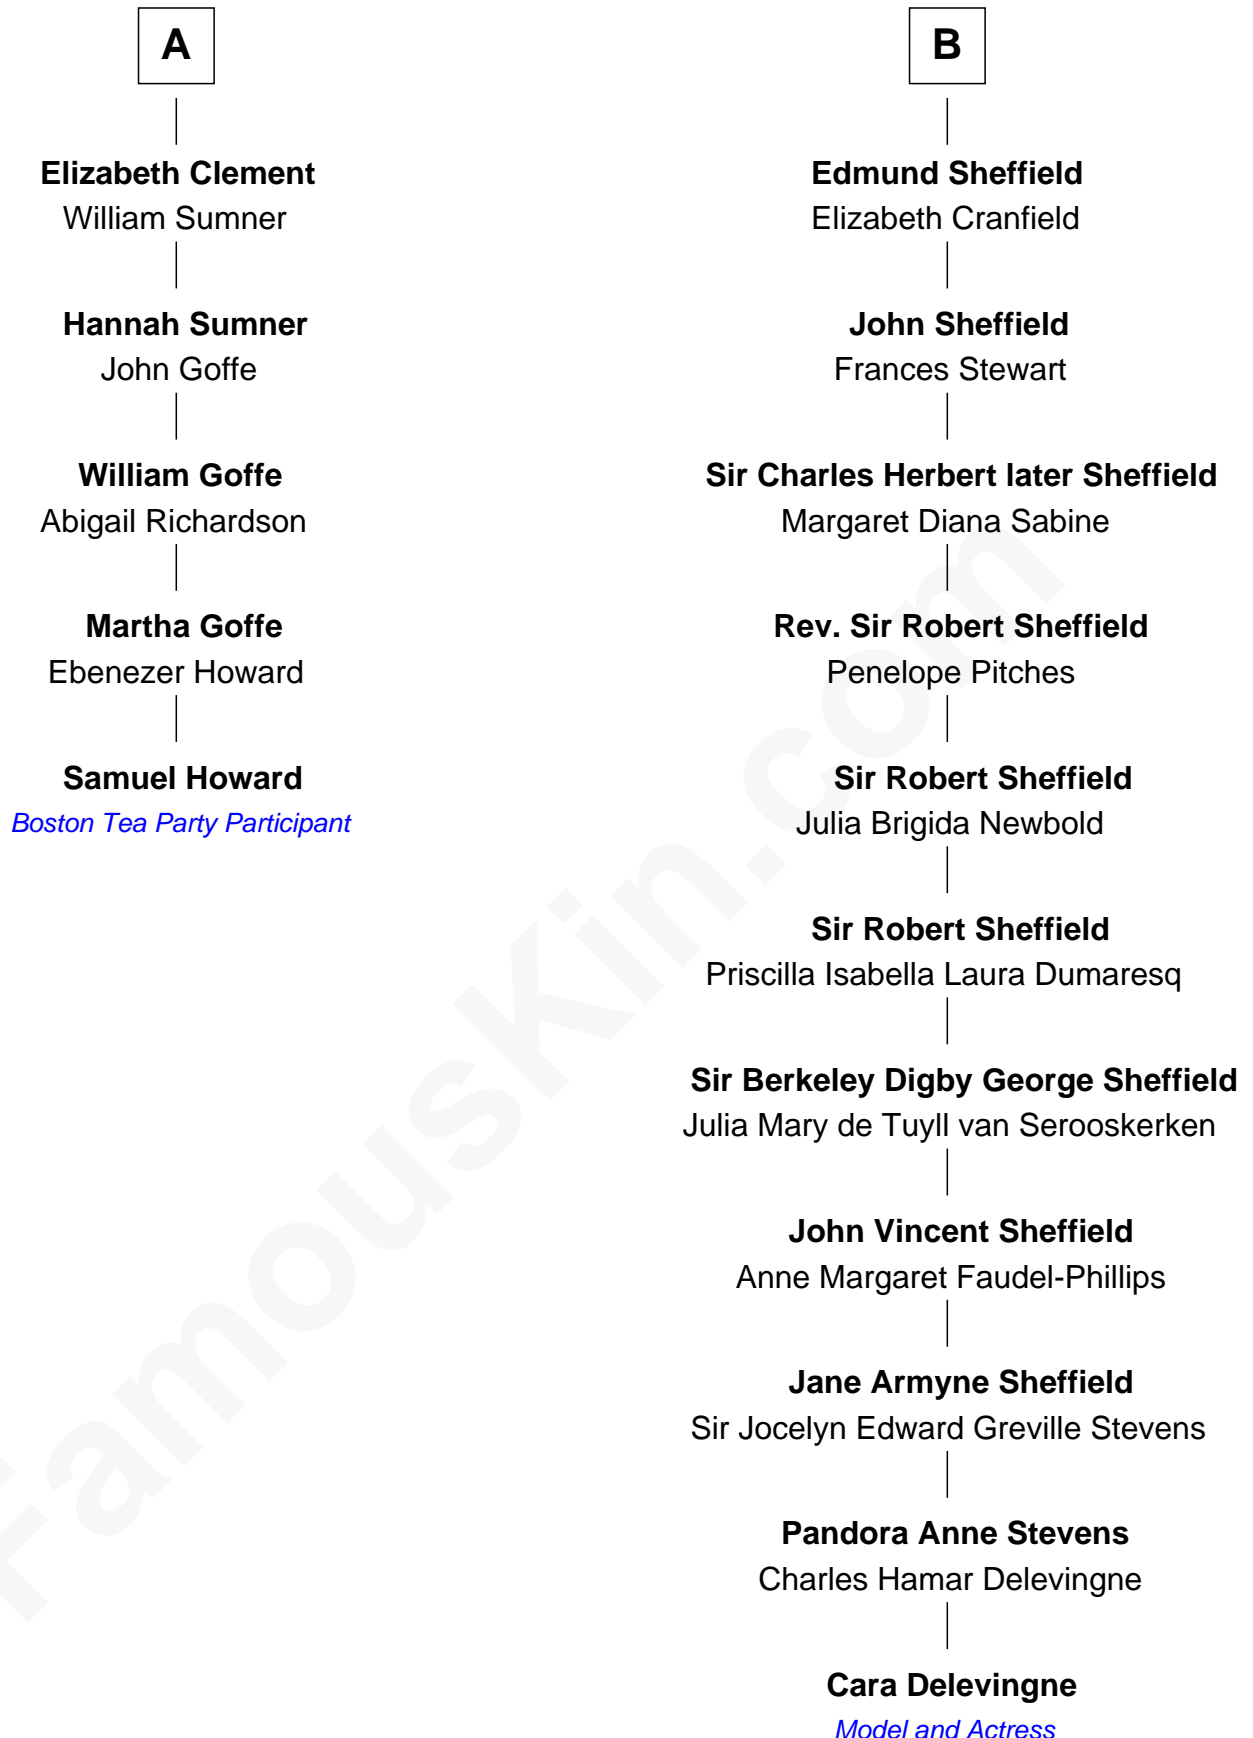 A
Elizabeth Clement
William Sumner
Hannah Sumner
John Goffe
William Goffe
Abigail Richardson
Martha Goffe
Ebenezer Howard
Samuel Howard
Boston Tea Party Participant
B
Edmund Sheffield
Elizabeth Cranfield
John Sheffield
Frances Stewart
Sir Charles Herbert later Sheffield
Margaret Diana Sabine
Rev. Sir Robert Sheffield
Penelope Pitches
Sir Robert Sheffield
Julia Brigida Newbold
Sir Robert Sheffield
Priscilla Isabella Laura Dumaresq
Sir Berkeley Digby George Sheffield
Julia Mary de Tuyll van Serooskerken
John Vincent Sheffield
Anne Margaret Faudel-Phillips
Jane Armyne Sheffield
Sir Jocelyn Edward Greville Stevens
Pandora Anne Stevens
Charles Hamar Delevingne
Cara Delevingne
Model and Actress
FamousKin.com